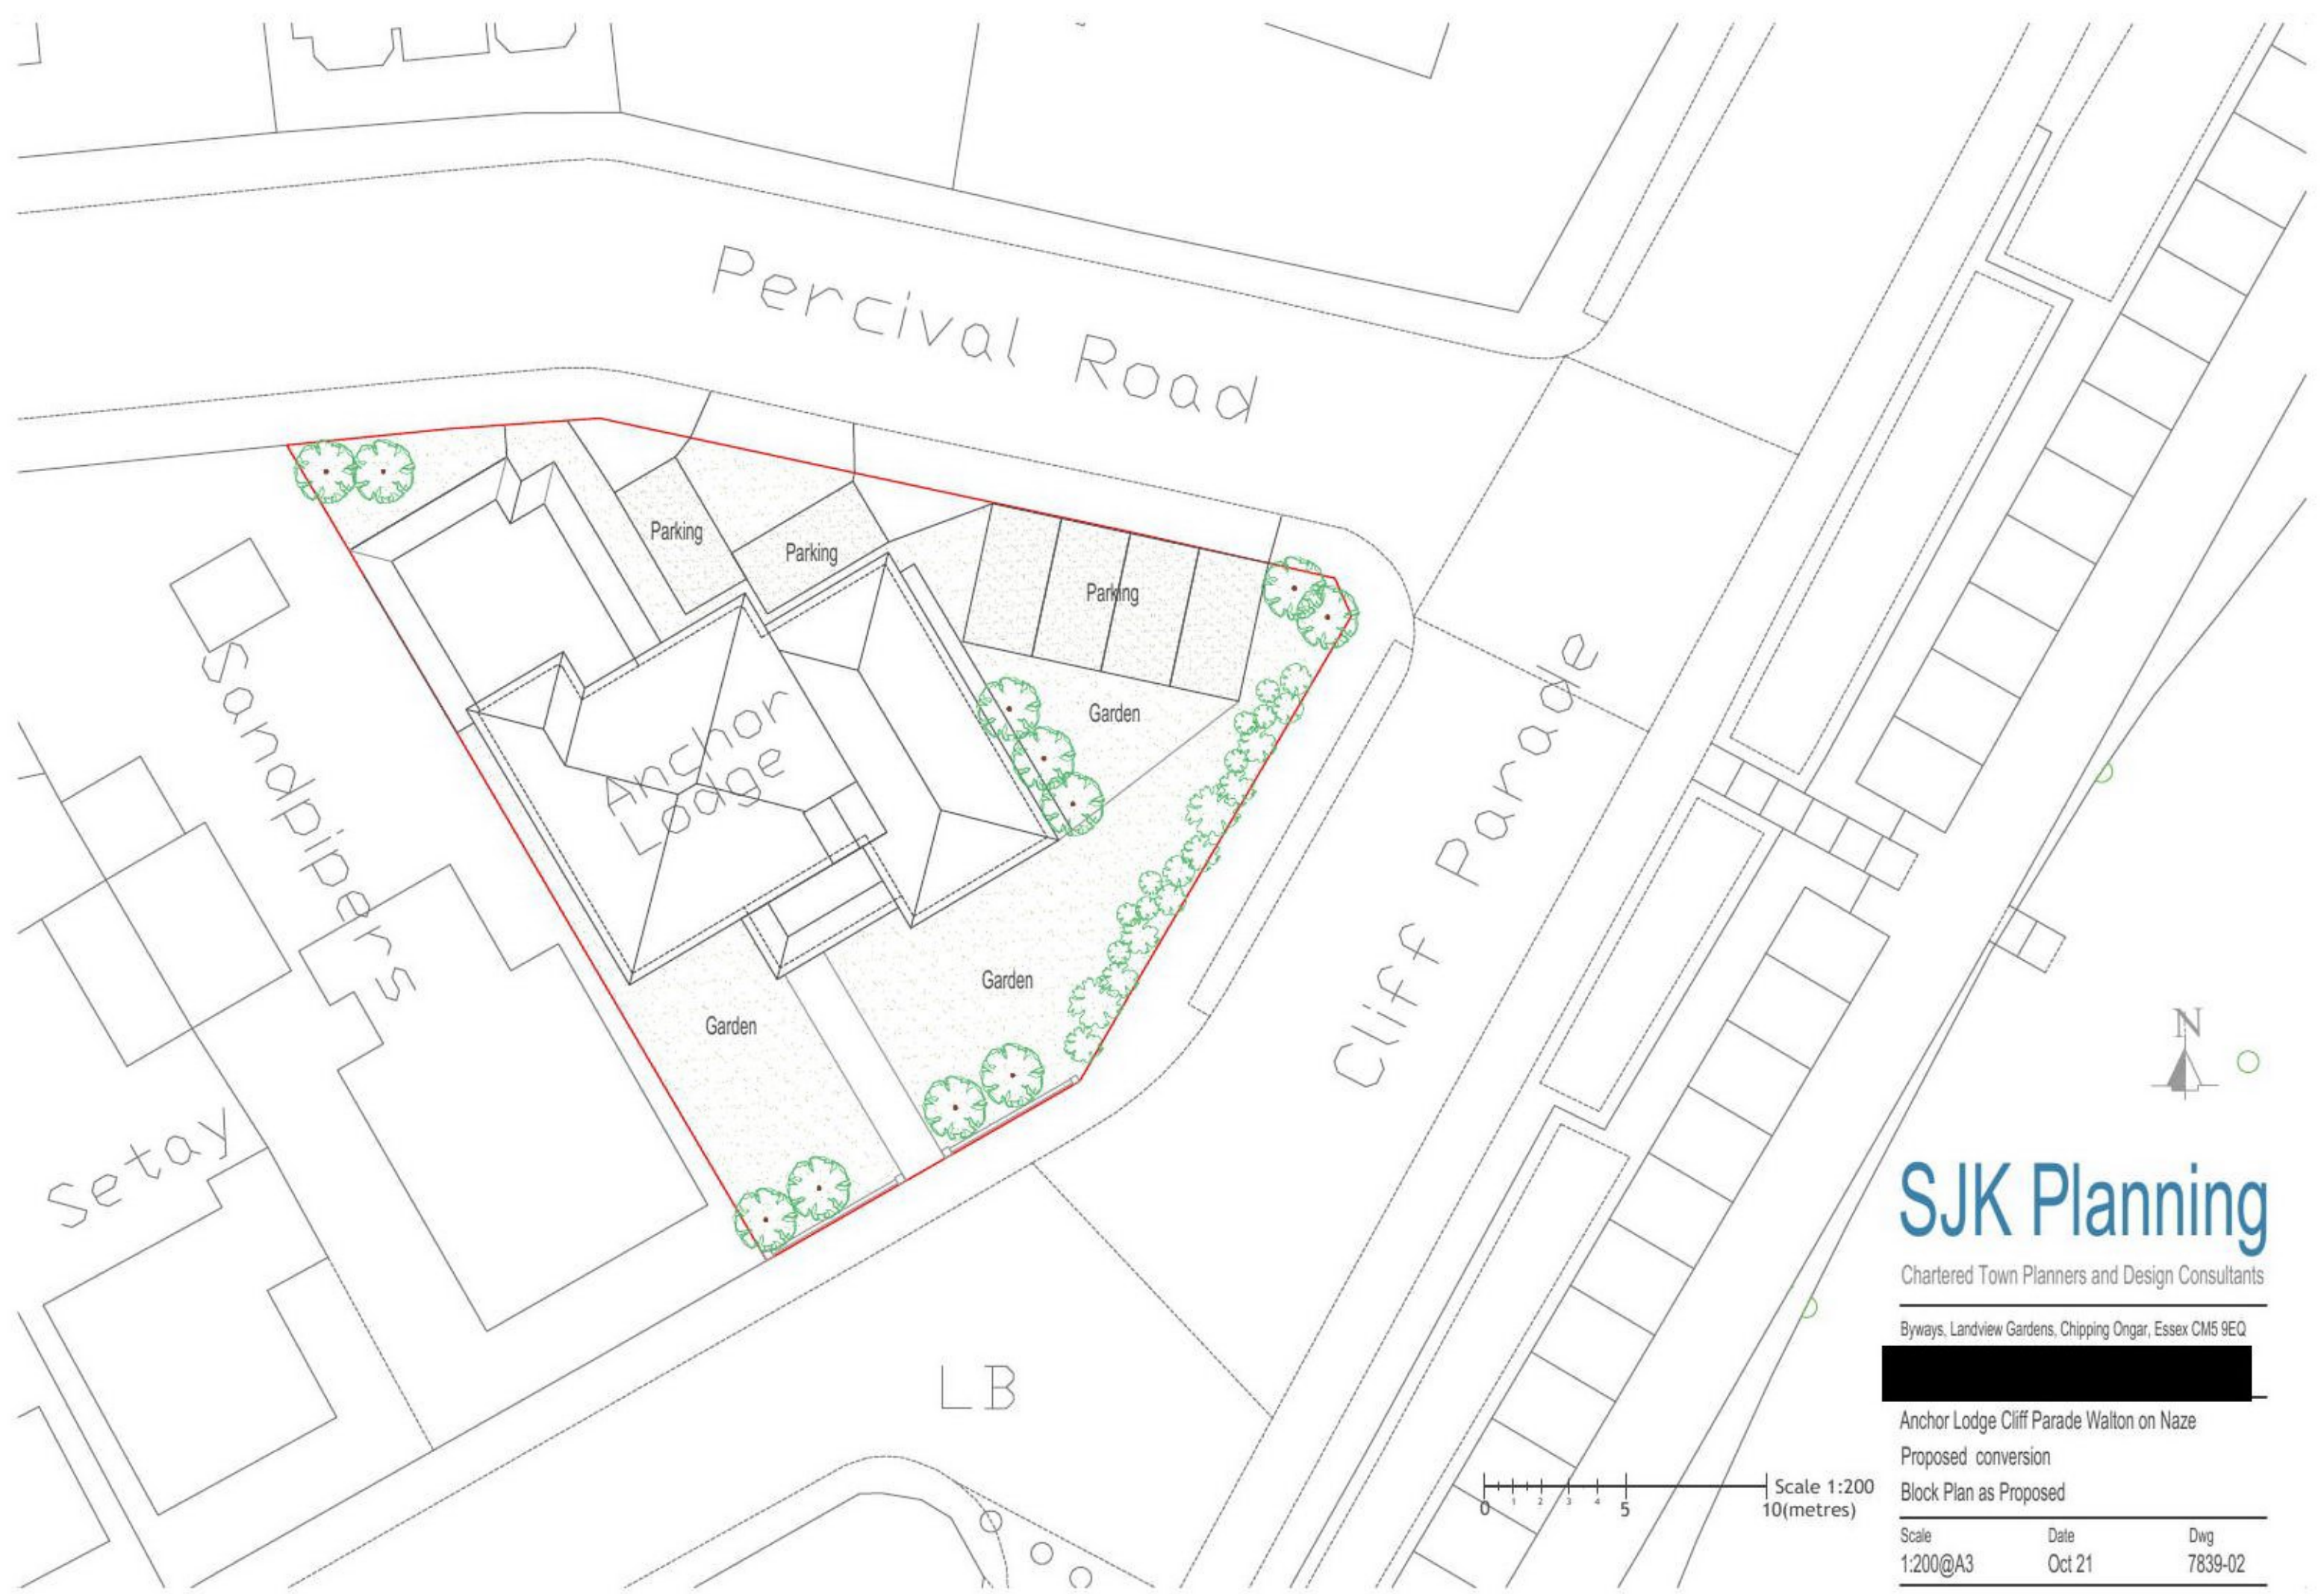 Percival Road
Parking
Parking
Parking
Sandpipers
Garden
Anchor
Lodge
Cliff Parade
Garden
Garden
N
Setay
SJK Planning
Chartered Town Planners and Design Consultants
Byways, Landview Gardens, Chipping Ongar, Essex CM5 9EQ
LB
Anchor Lodge Cliff Parade Walton on Naze
Proposed conversion
Block Plan as Proposed
Scale 1:200
0 1 2 3 4 5 10(metres)
Scale Date Dwg
1:200@A3 Oct 21 7839-02